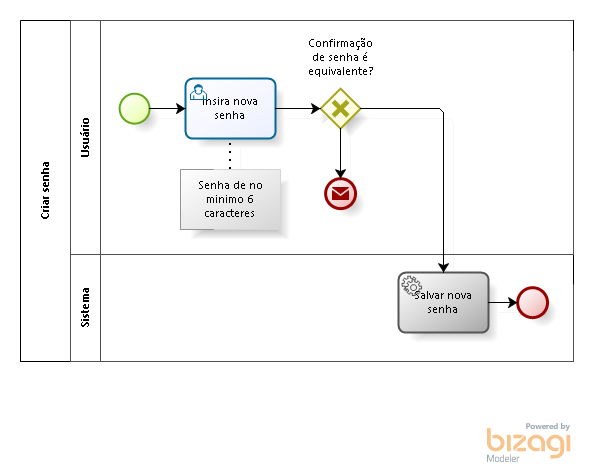 Confirmação
de senha é
equivalente?
Insira nova
senha
Usuário
Senha de no
minimo 6
caracteres
Criar senha
Salvar nova
senha
Sistema
Powered by
bizagi
Modeler